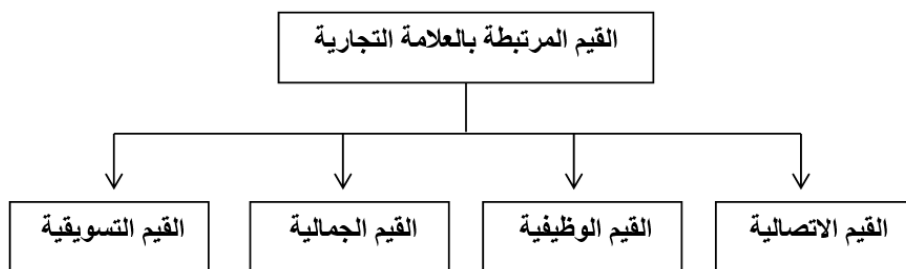 القيم المرتبطة بالعلامة التجارية
القيم الاتصالية
القيم الوظيفية
القيم الجمالية
القيم التسويقية